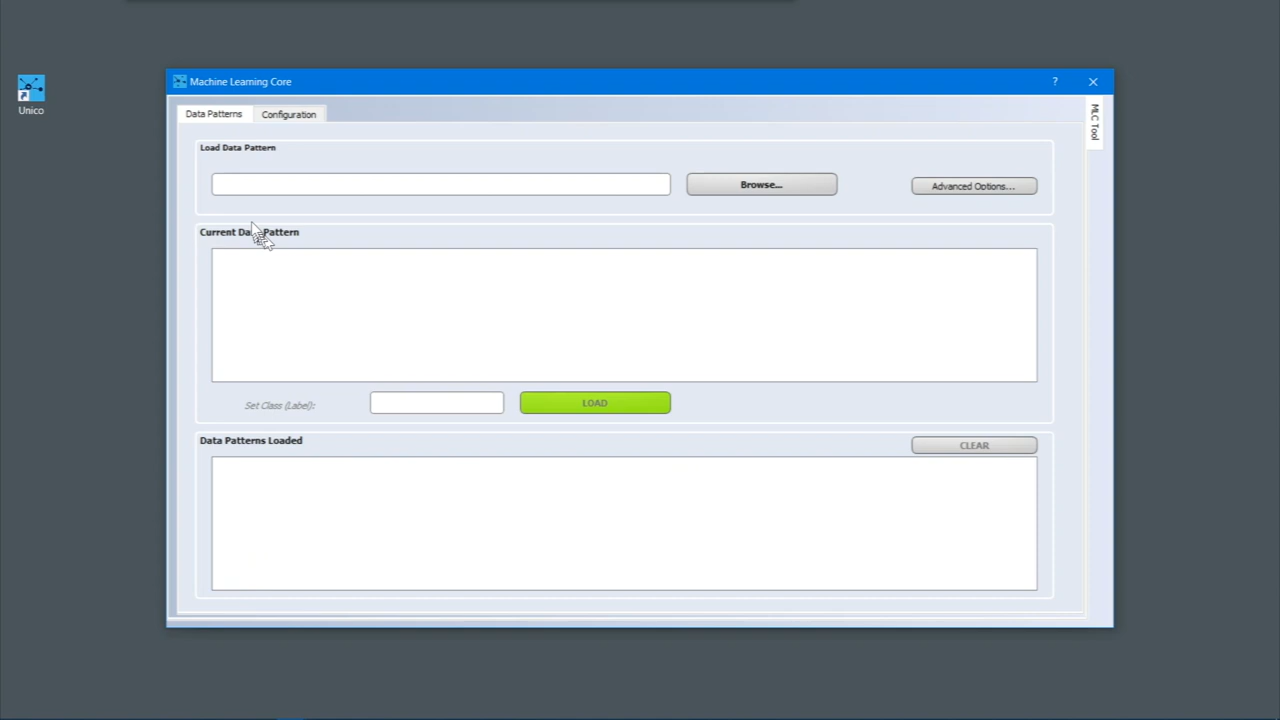 Machine Learning Core
?
Unico
Data Patterns
Configuration
MLC Tool
Load Data Pattern
Browse...
Advanced Options...
Current Data Pattern
Set Class (Label):
LOAD
Data Patterns Loaded
CLEAR